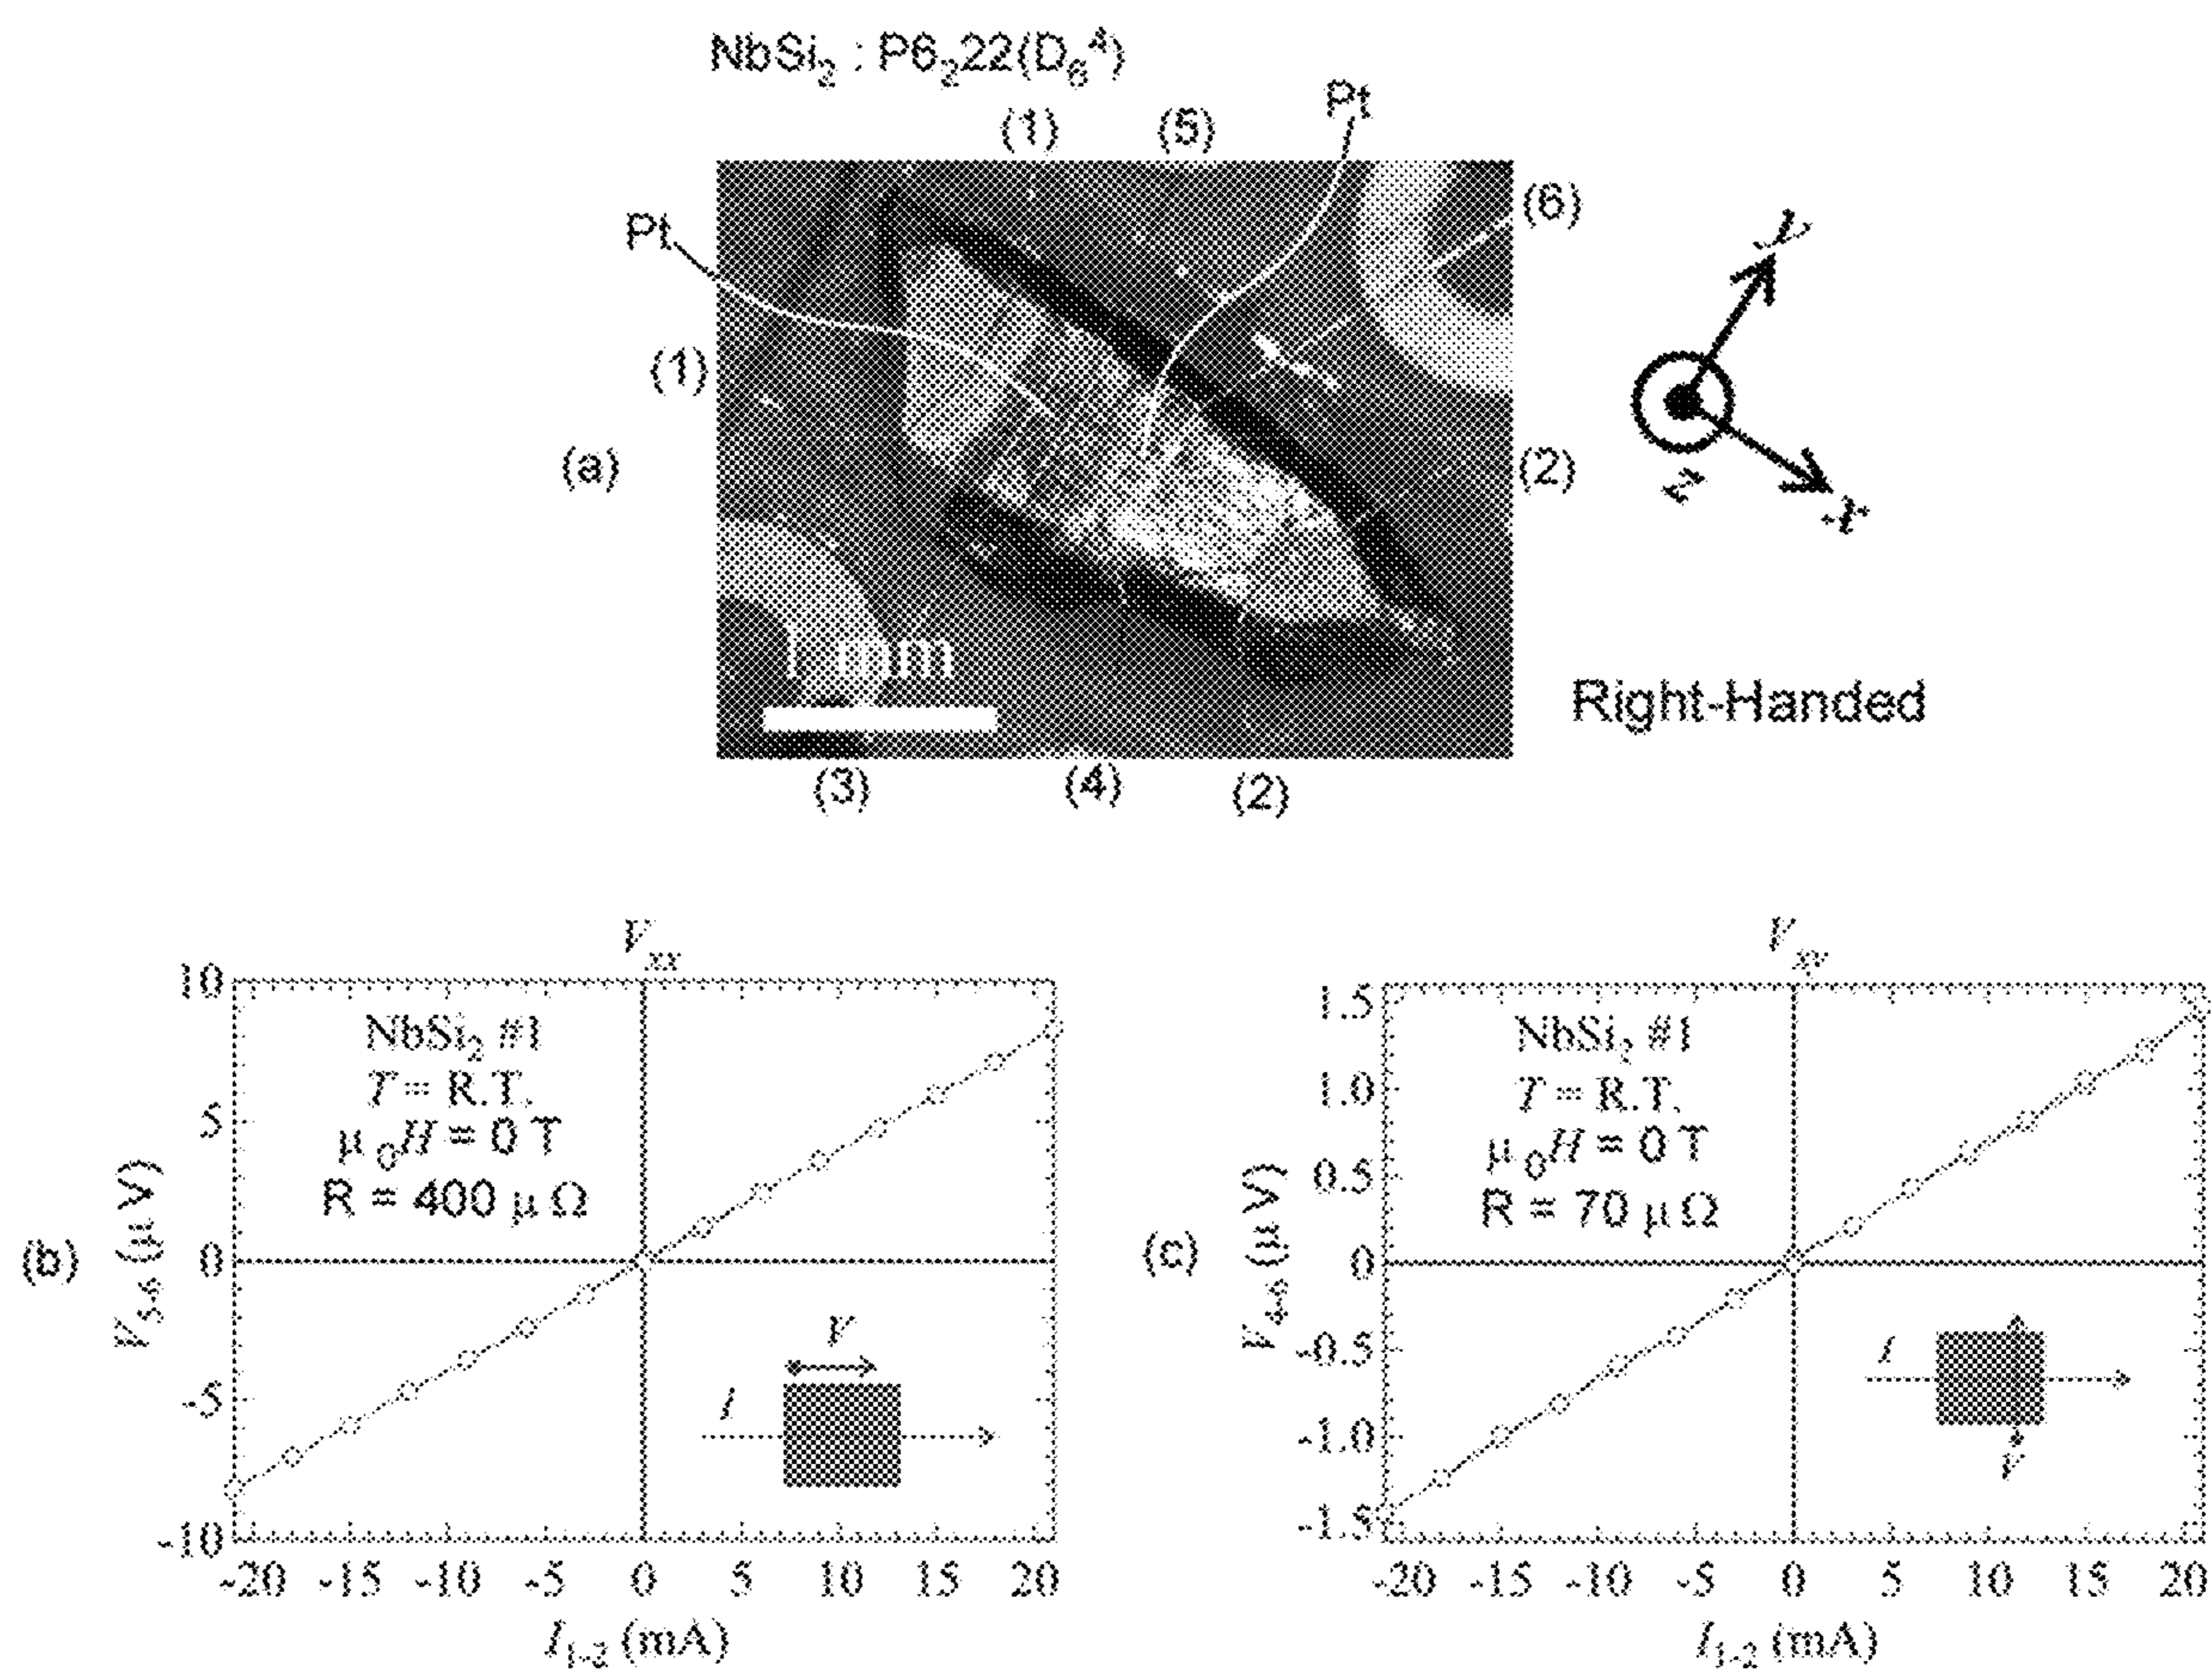 NbSi₂ : P6₂22(D₆⁴)
(1) (5) Pt
Pt (6)
y
(1)
(a) (2)
z x
1 mm
Right-Handed
(3) (4) (2)
Vxx
10
5
0
-5
-10
NbSi₂ #1
T = R.T.
μ₀H = 0 T
R = 400 μΩ
(b)
V5-6 (μV)
V
I
-20 -15 -10 -5 0 5 10 15 20
I1-2 (mA)
Vxy
1.5
1.0
0.5
0
-0.5
-1.0
-1.5
NbSi₂ #1
T = R.T.
μ₀H = 0 T
R = 70 μΩ
(c)
V4-6 (μV)
I
V
-20 -15 -10 -5 0 5 10 15 20
I1-2 (mA)